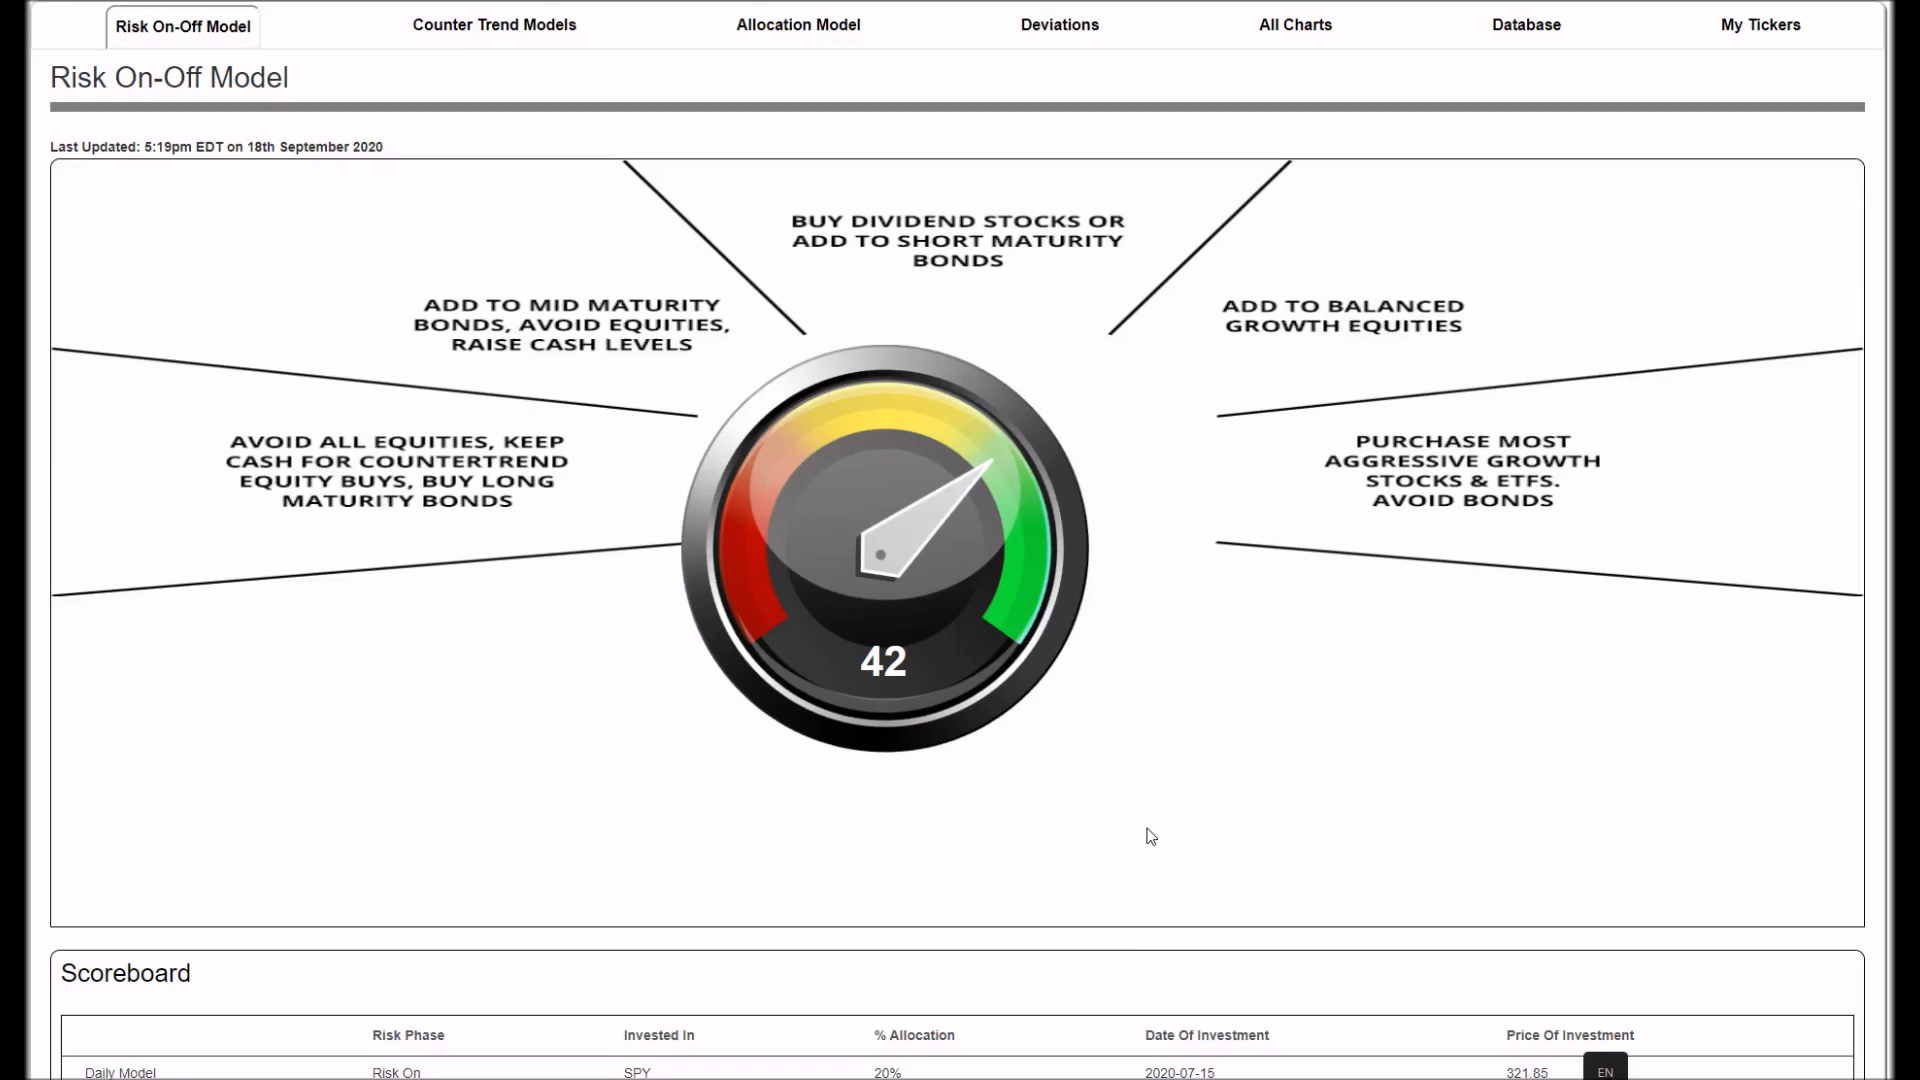 Risk On-Off Model
Counter Trend Models
Allocation Model
Deviations
All Charts
Database
My Tickers
Risk On-Off Model
Last Updated: 5:19pm EDT on 18th September 2020
BUY DIVIDEND STOCKS OR
ADD TO SHORT MATURITY
BONDS
ADD TO MID MATURITY
BONDS, AVOID EQUITIES,
RAISE CASH LEVELS
ADD TO BALANCED
GROWTH EQUITIES
AVOID ALL EQUITIES, KEEP
CASH FOR COUNTERTREND
EQUITY BUYS, BUY LONG
MATURITY BONDS
PURCHASE MOST
AGGRESSIVE GROWTH
STOCKS & ETFS.
AVOID BONDS
42
Scoreboard
Risk Phase Invested In % Allocation Date Of Investment Price Of Investment
Daily Model Risk On SPY 20% 2020-07-15 321.85
EN